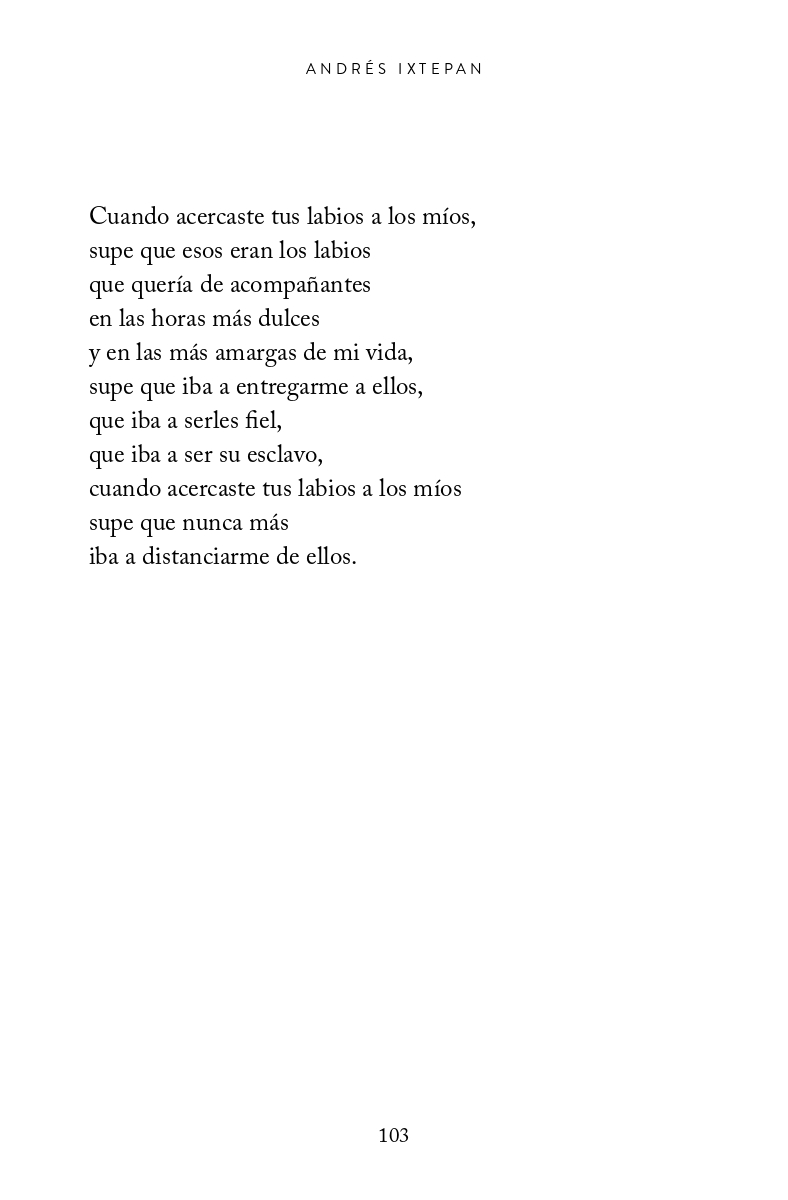 ANDRÉS IXTEPAN
Cuando acercaste tus labios a los míos,
supe que esos eran los labios
que quería de acompañantes
en las horas más dulces
y en las más amargas de mi vida,
supe que iba a entregarme a ellos,
que iba a serles fiel,
que iba a ser su esclavo,
cuando acercaste tus labios a los míos
supe que nunca más
iba a distanciarme de ellos.
103